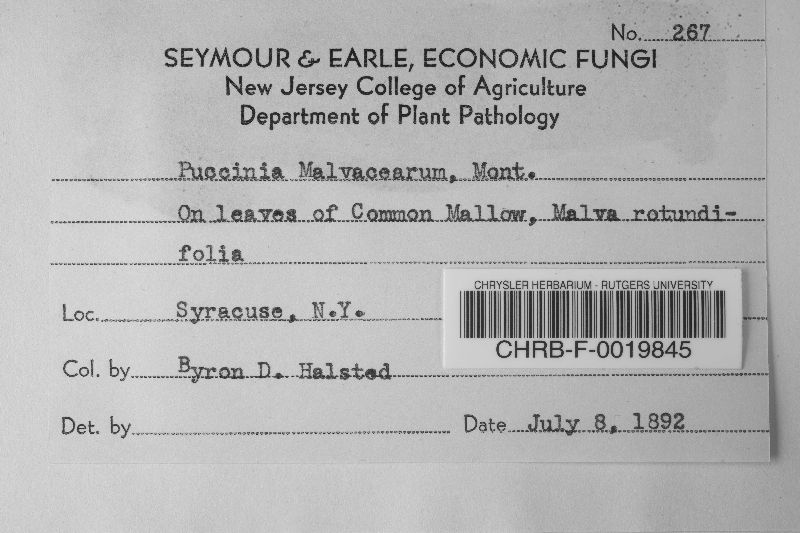 No. 267
SEYMOUR & EARLE, ECONOMIC FUNGI
New Jersey College of Agriculture
Department of Plant Pathology
Puccinia Malvacearum, Mont.
On leaves of Common Mallow, Malva rotundi-
folia
CHRYSLER HERBARIUM - RUTGERS UNIVERSITY
CHRB-F-0019845
Loc. Syracuse, N.Y.
Col. by Byron D. Halsted
Det. by
Date July 8, 1892